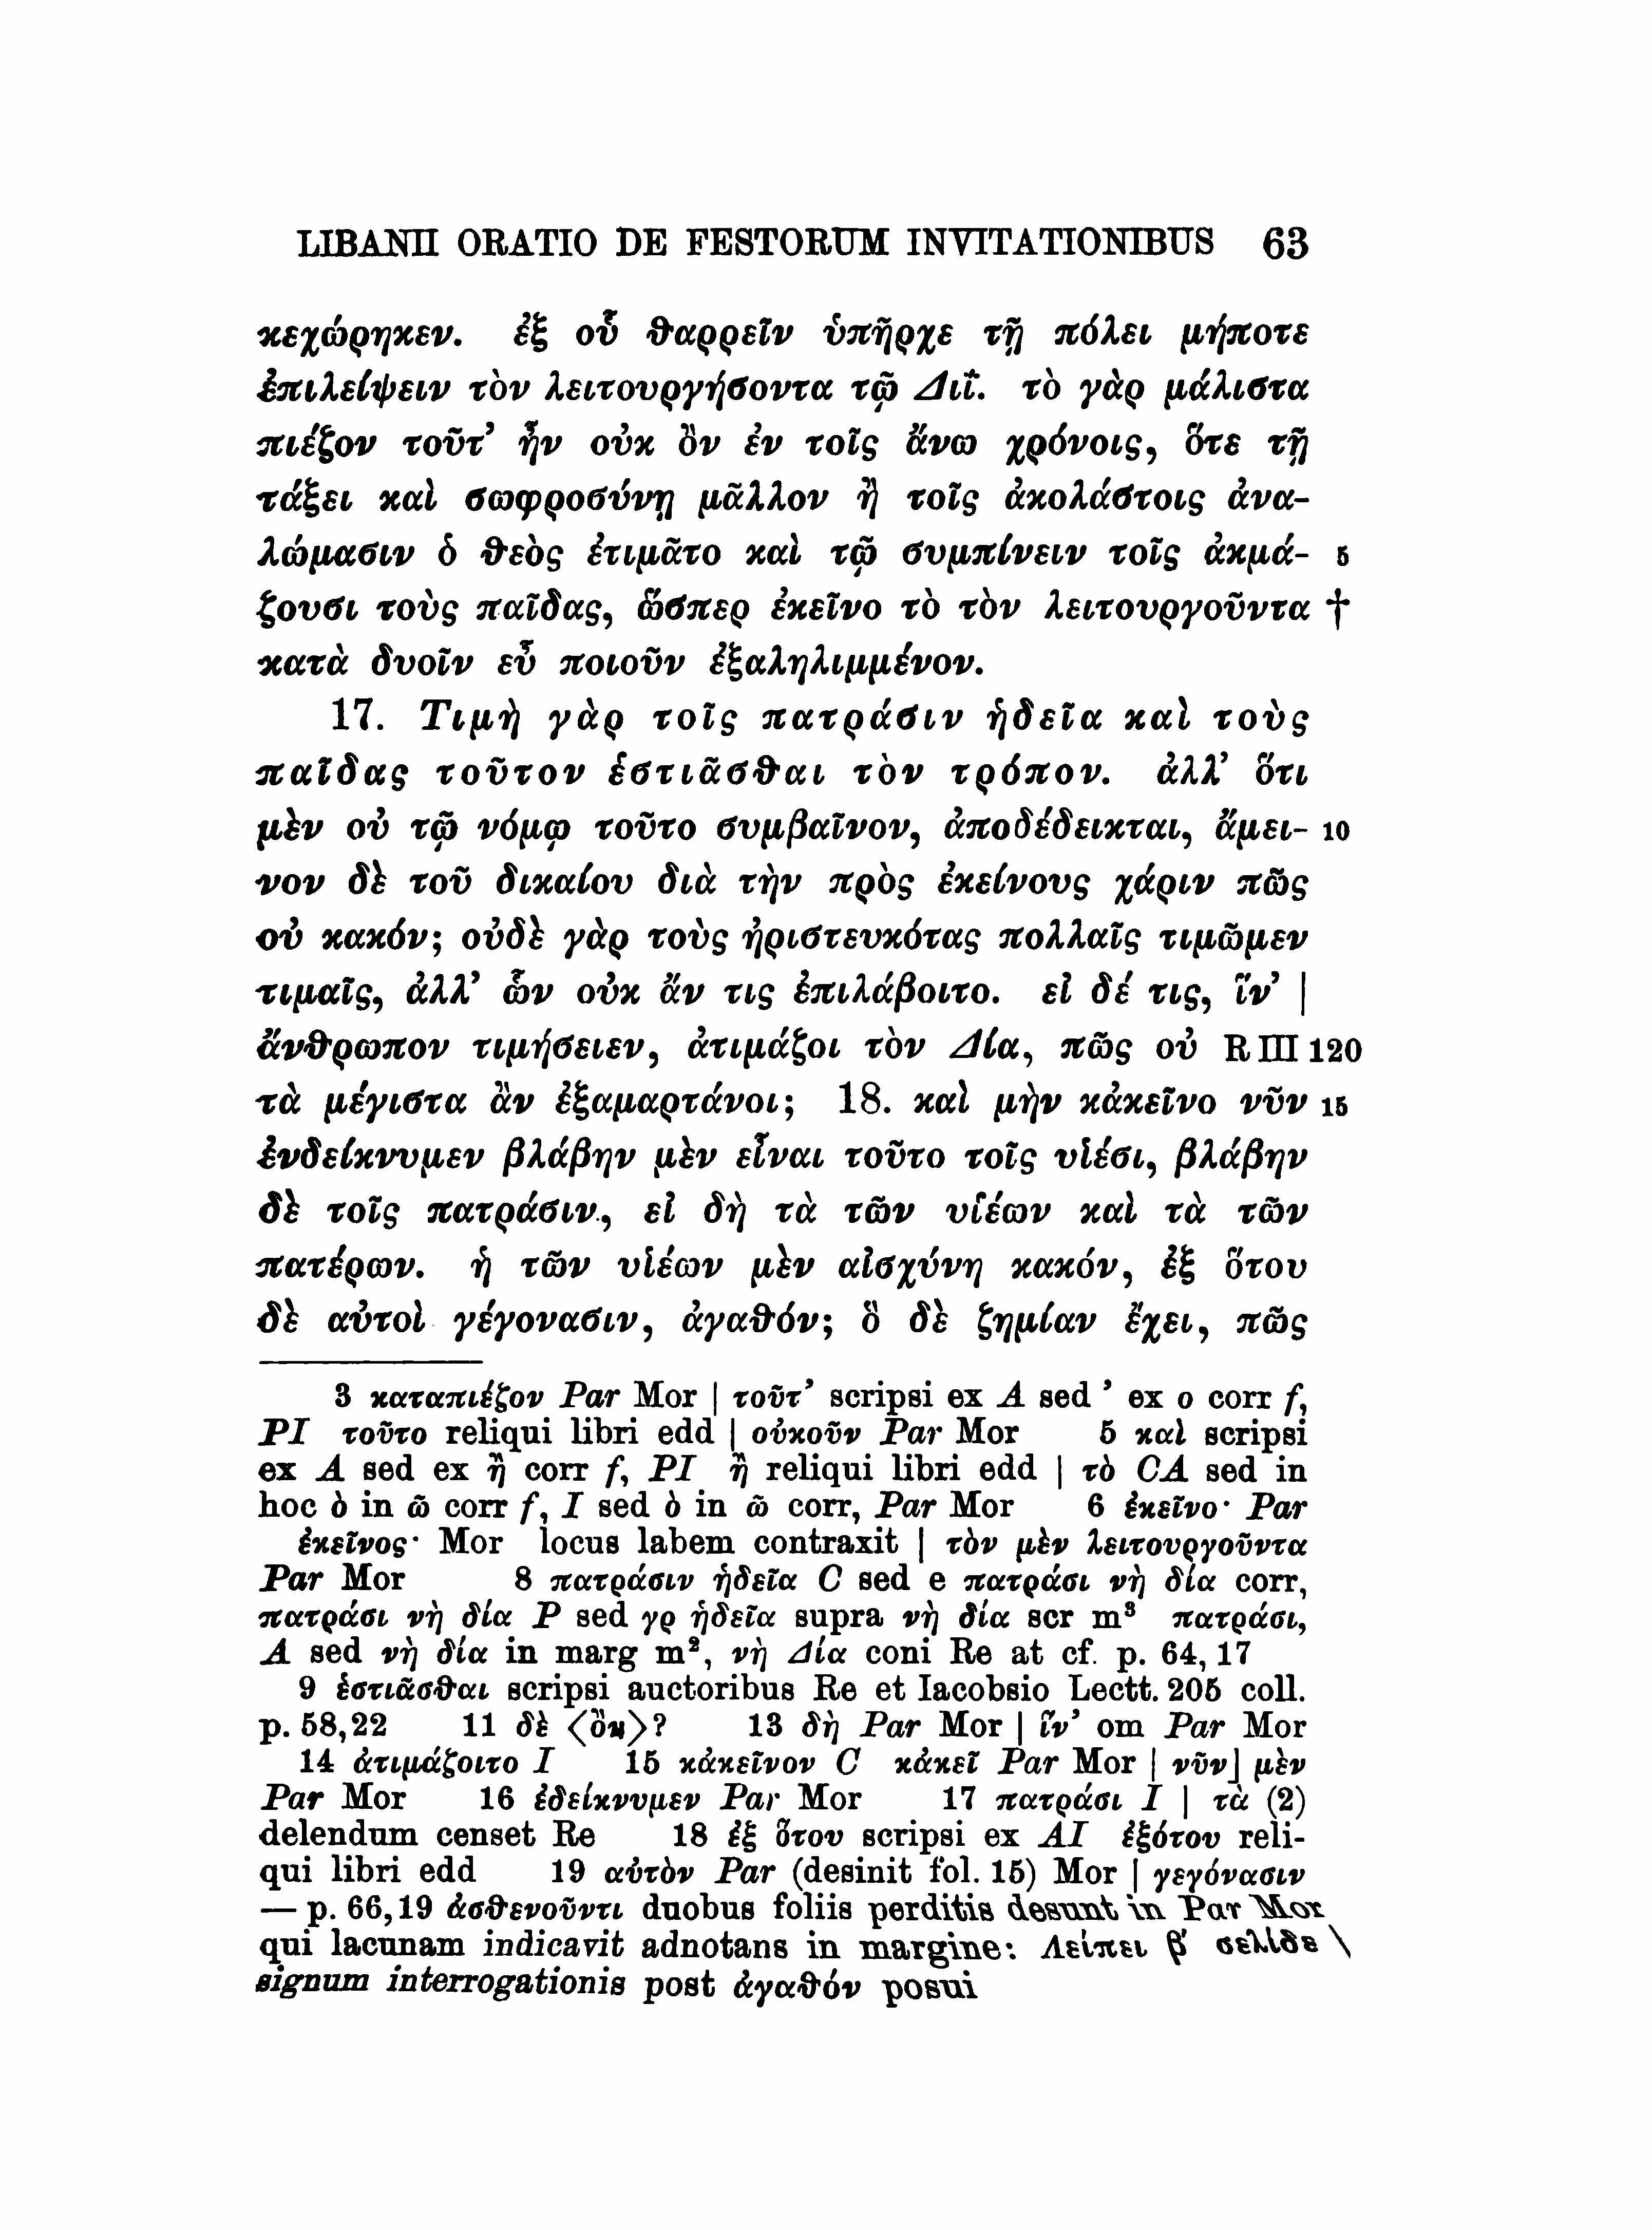 LIBANII ORATIO DE FESTORUM INVITATIONIBUS 63
κεχώρηκεν. ἐξ οὗ θαρρεῖν ὑπῆρχε τῇ πόλει μήποτε
ἐπιλείψειν τὸν λειτουργήσοντα τῷ Διΐ. τὸ γὰρ μάλιστα
πιέζον τοῦτ’ ἦν οὐκ ὂν ἐν τοῖς ἄνω χρόνοις, ὅτε τῇ
τάξει καὶ σωφροσύνῃ μᾶλλον ἢ τοῖς ἀκολάστοις ἀνα-
λώμασιν ὁ θεὸς ἐτιμᾶτο καὶ τῷ συμπίνειν τοῖς ἀκμά- 5
ζουσι τοὺς παῖδας, ὥσπερ ἐκεῖνο τὸ τὸν λειτουργοῦντα †
κατὰ δυοῖν εὖ ποιοῦν ἐξαληλιμμένον.
17. Τιμὴ γὰρ τοῖς πατράσιν ἡδεῖα καὶ τοὺς
παῖδας τοῦτον ἑστιᾶσθαι τὸν τρόπον. ἀλλ’ ὅτι
μὲν οὐ τῷ νόμῳ τοῦτο συμβαῖνον, ἀποδέδεικται, ἄμει- 10
νον δὲ τοῦ δικαίου διὰ τὴν πρὸς ἐκείνους χάριν πῶς
οὐ κακόν; οὐδὲ γὰρ τοὺς ἠριστευκότας πολλαῖς τιμῶμεν
τιμαῖς, ἀλλ’ ὧν οὐκ ἄν τις ἐπιλάβοιτο. εἰ δέ τις, ἵν’ |
ἄνθρωπον τιμήσειεν, ἀτιμάζοι τὸν Δία, πῶς οὐ R III 120
τὰ μέγιστα ἂν ἐξαμαρτάνοι; 18. καὶ μὴν κἀκεῖνο νῦν 15
ἐνδείκνυμεν βλάβην μὲν εἶναι τοῦτο τοῖς υἱέσι, βλάβην
δὲ τοῖς πατράσιν, εἰ δὴ τὰ τῶν υἱέων καὶ τὰ τῶν
πατέρων. ἡ τῶν υἱέων μὲν αἰσχύνη κακόν, ἐξ ὅτου
δὲ αὐτοὶ γέγονασιν, ἀγαθόν; ὃ δὲ ζημίαν ἔχει, πῶς
3 καταπιέζον Par Mor | τοῦτ’ scripsi ex A sed ’ ex ο corr f,
PI τοῦτο reliqui libri edd | οὐκοῦν Par Mor 5 καὶ scripsi
ex A sed ex ἢ corr f, PI ἢ reliqui libri edd | τὸ CA sed in
hoc ὸ in ῶ corr f, I sed ὸ in ῶ corr, Par Mor 6 ἐκεῖνο· Par
ἐκεῖνος· Mor locus labem contraxit | τὸν μὲν λειτουργοῦντα
Par Mor 8 πατράσιν ἡδεῖα C sed e πατράσι νὴ δία corr,
πατράσι νὴ δία P sed γρ ἡδεῖα supra νὴ δία scr m³ πατράσι,
A sed νὴ δία in marg m², νὴ Δία coni Re at cf. p. 64, 17
9 ἑστιᾶσθαι scripsi auctoribus Re et Iacobsio Lectt. 205 coll.
p. 58,22 11 δὲ ⟨ὂν⟩? 13 δὴ Par Mor | ἵν’ om Par Mor
14 ἀτιμάζοιτο I 15 κἀκεῖνον C κἀκεῖ Par Mor | νῦν] μὲν
Par Mor 16 ἐδείκνυμεν Par Mor 17 πατράσι I | τὰ (2)
delendum censet Re 18 ἐξ ὅτου scripsi ex AI ἐξότου reli-
qui libri edd 19 αὐτὸν Par (desinit fol. 15) Mor | γεγόνασιν
— p. 66,19 ἀσθενοῦντι duobus foliis perditis desunt in Par Mor
qui lacunam indicavit adnotans in margine: Λείπει β′ σελίδε \
signum interrogationis post ἀγαθόν posui